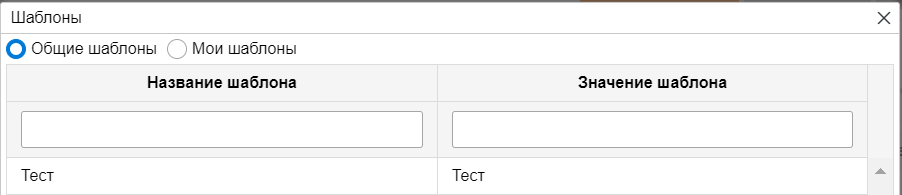 Шаблоны
Общие шаблоны Мои шаблоны
Название шаблона Значение шаблона
Тест Тест